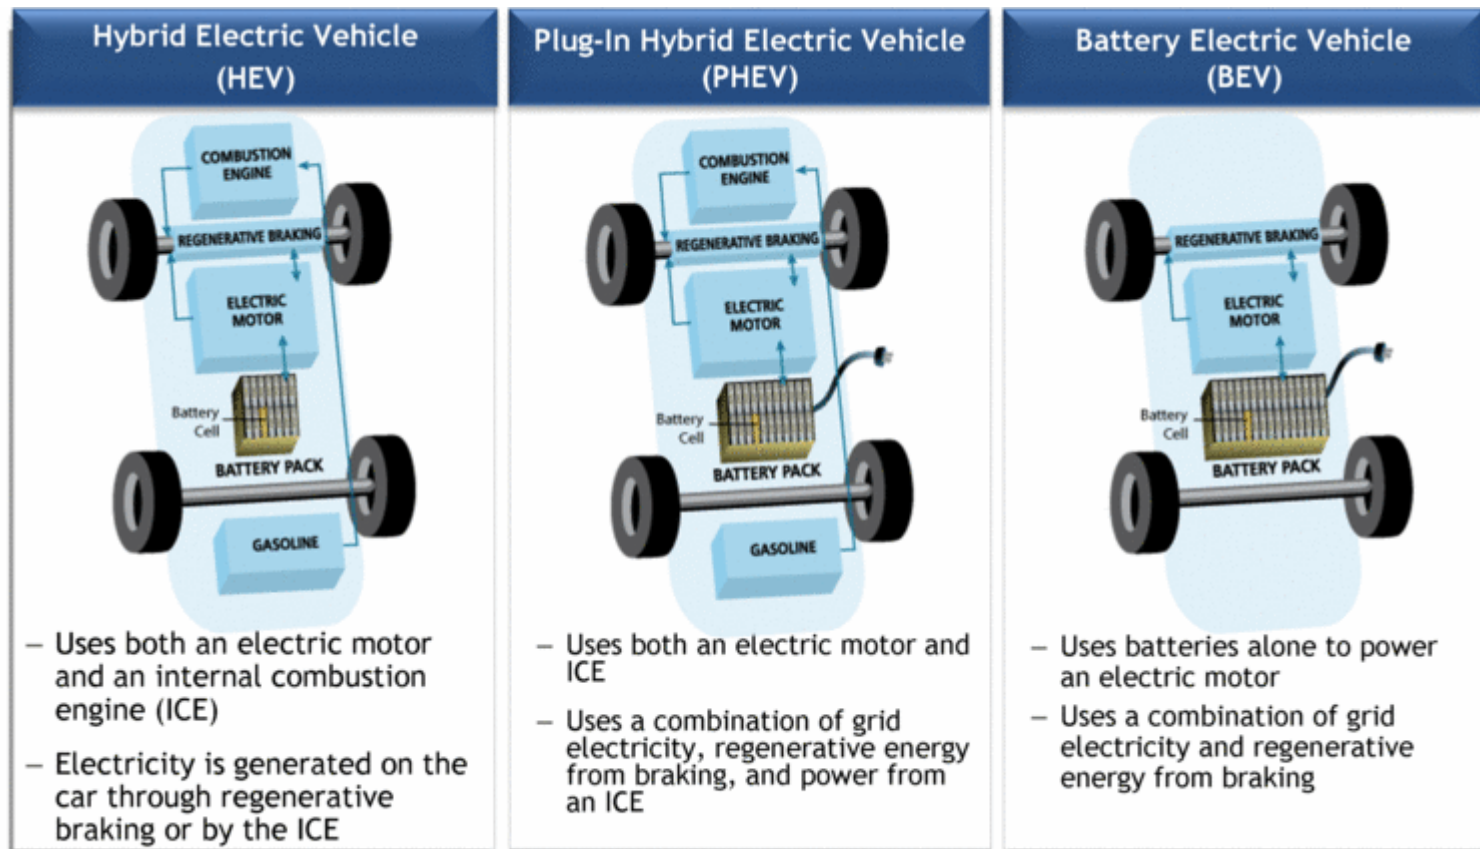 Hybrid Electric Vehicle
(HEV)
COMBUSTION
ENGINE
REGENERATIVE BRAKING
ELECTRIC
MOTOR
Battery
Cell
BATTERY PACK
GASOLINE
– Uses both an electric motor
and an internal combustion
engine (ICE)
– Electricity is generated on the
car through regenerative
braking or by the ICE
Plug-In Hybrid Electric Vehicle
(PHEV)
COMBUSTION
ENGINE
REGENERATIVE BRAKING
ELECTRIC
MOTOR
Battery
Cell
BATTERY PACK
GASOLINE
– Uses both an electric motor and
ICE
– Uses a combination of grid
electricity, regenerative energy
from braking, and power from
an ICE
Battery Electric Vehicle
(BEV)
REGENERATIVE BRAKING
ELECTRIC
MOTOR
Battery
Cell
BATTERY PACK
– Uses batteries alone to power
an electric motor
– Uses a combination of grid
electricity and regenerative
energy from braking